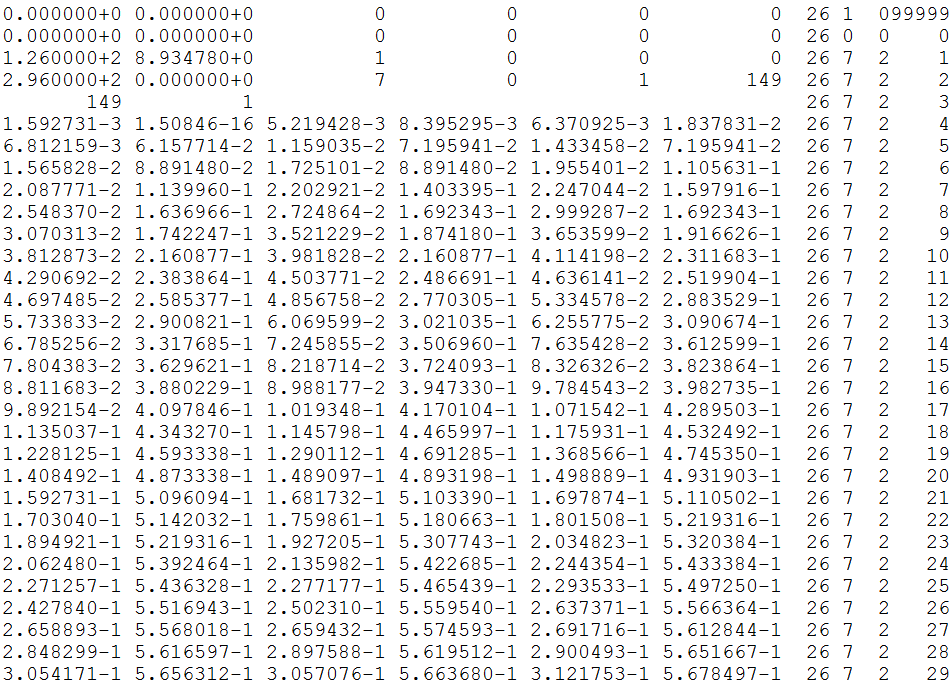 0.000000+0 0.000000+0          0          0          0          0  26 1  099999
0.000000+0 0.000000+0          0          0          0          0  26 0  0    0
1.260000+2 8.934780+0          1          0          0          0  26 7  2    1
2.960000+2 0.000000+0          7          0          1        149  26 7  2    2
       149          1                                              26 7  2    3
1.592731-3 1.50846-16 5.219428-3 8.395295-3 6.370925-3 1.837831-2  26 7  2    4
6.812159-3 6.157714-2 1.159035-2 7.195941-2 1.433458-2 7.195941-2  26 7  2    5
1.565828-2 8.891480-2 1.725101-2 8.891480-2 1.955401-2 1.105631-1  26 7  2    6
2.087771-2 1.139960-1 2.202921-2 1.403395-1 2.247044-2 1.597916-1  26 7  2    7
2.548370-2 1.636966-1 2.724864-2 1.692343-1 2.999287-2 1.692343-1  26 7  2    8
3.070313-2 1.742247-1 3.521229-2 1.874180-1 3.653599-2 1.916626-1  26 7  2    9
3.812873-2 2.160877-1 3.981828-2 2.160877-1 4.114198-2 2.311683-1  26 7  2   10
4.290692-2 2.383864-1 4.503771-2 2.486691-1 4.636141-2 2.519904-1  26 7  2   11
4.697485-2 2.585377-1 4.856758-2 2.770305-1 5.334578-2 2.883529-1  26 7  2   12
5.733833-2 2.900821-1 6.069599-2 3.021035-1 6.255775-2 3.090674-1  26 7  2   13
6.785256-2 3.317685-1 7.245855-2 3.506960-1 7.635428-2 3.612599-1  26 7  2   14
7.804383-2 3.629621-1 8.218714-2 3.724093-1 8.326326-2 3.823864-1  26 7  2   15
8.811683-2 3.880229-1 8.988177-2 3.947330-1 9.784543-2 3.982735-1  26 7  2   16
9.892154-2 4.097846-1 1.019348-1 4.170104-1 1.071542-1 4.289503-1  26 7  2   17
1.135037-1 4.343270-1 1.145798-1 4.465997-1 1.175931-1 4.532492-1  26 7  2   18
1.228125-1 4.593338-1 1.290112-1 4.691285-1 1.368566-1 4.745350-1  26 7  2   19
1.408492-1 4.873338-1 1.489097-1 4.893198-1 1.498889-1 4.931903-1  26 7  2   20
1.592731-1 5.096094-1 1.681732-1 5.103390-1 1.697874-1 5.110502-1  26 7  2   21
1.703040-1 5.142032-1 1.759861-1 5.180663-1 1.801508-1 5.219316-1  26 7  2   22
1.894921-1 5.219316-1 1.927205-1 5.307743-1 2.034823-1 5.320384-1  26 7  2   23
2.062480-1 5.392464-1 2.135982-1 5.422685-1 2.244354-1 5.433384-1  26 7  2   24
2.271257-1 5.436328-1 2.277177-1 5.465439-1 2.293533-1 5.497250-1  26 7  2   25
2.427840-1 5.516943-1 2.502310-1 5.559540-1 2.637371-1 5.566364-1  26 7  2   26
2.658893-1 5.568018-1 2.659432-1 5.574593-1 2.691716-1 5.612844-1  26 7  2   27
2.848299-1 5.616597-1 2.897588-1 5.619512-1 2.900493-1 5.651667-1  26 7  2   28
3.054171-1 5.656312-1 3.057076-1 5.663680-1 3.121753-1 5.678497-1  26 7  2   29